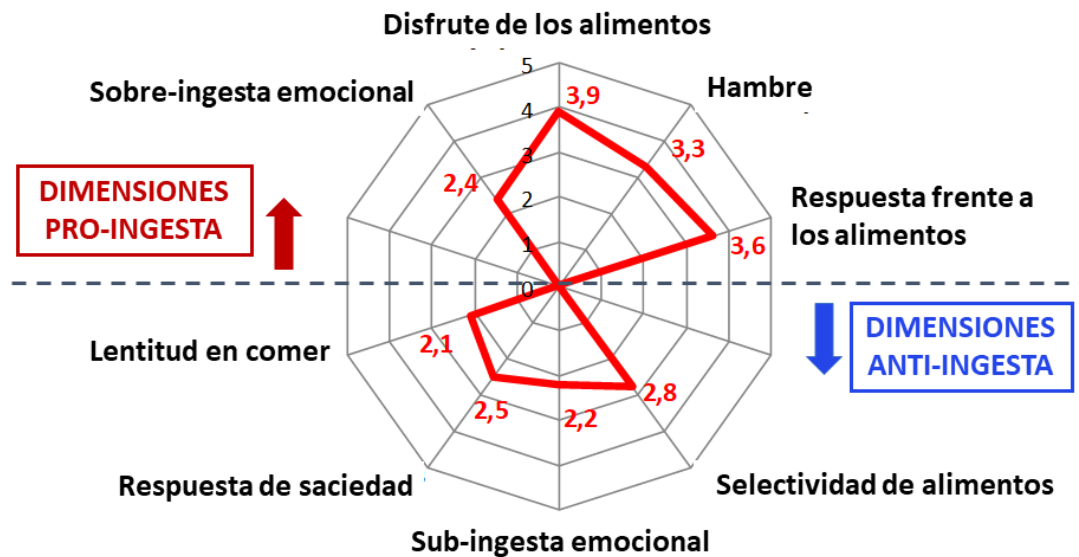 Disfrute de los alimentos
Sobre-ingesta emocional
Hambre
5
3,9
4
3,3
3
2,4
DIMENSIONES
PRO-INGESTA
2
Respuesta frente a
los alimentos
3,6
1
0
DIMENSIONES
ANTI-INGESTA
Lentitud en comer
2,1
2,8
2,5
2,2
Respuesta de saciedad
Selectividad de alimentos
Sub-ingesta emocional